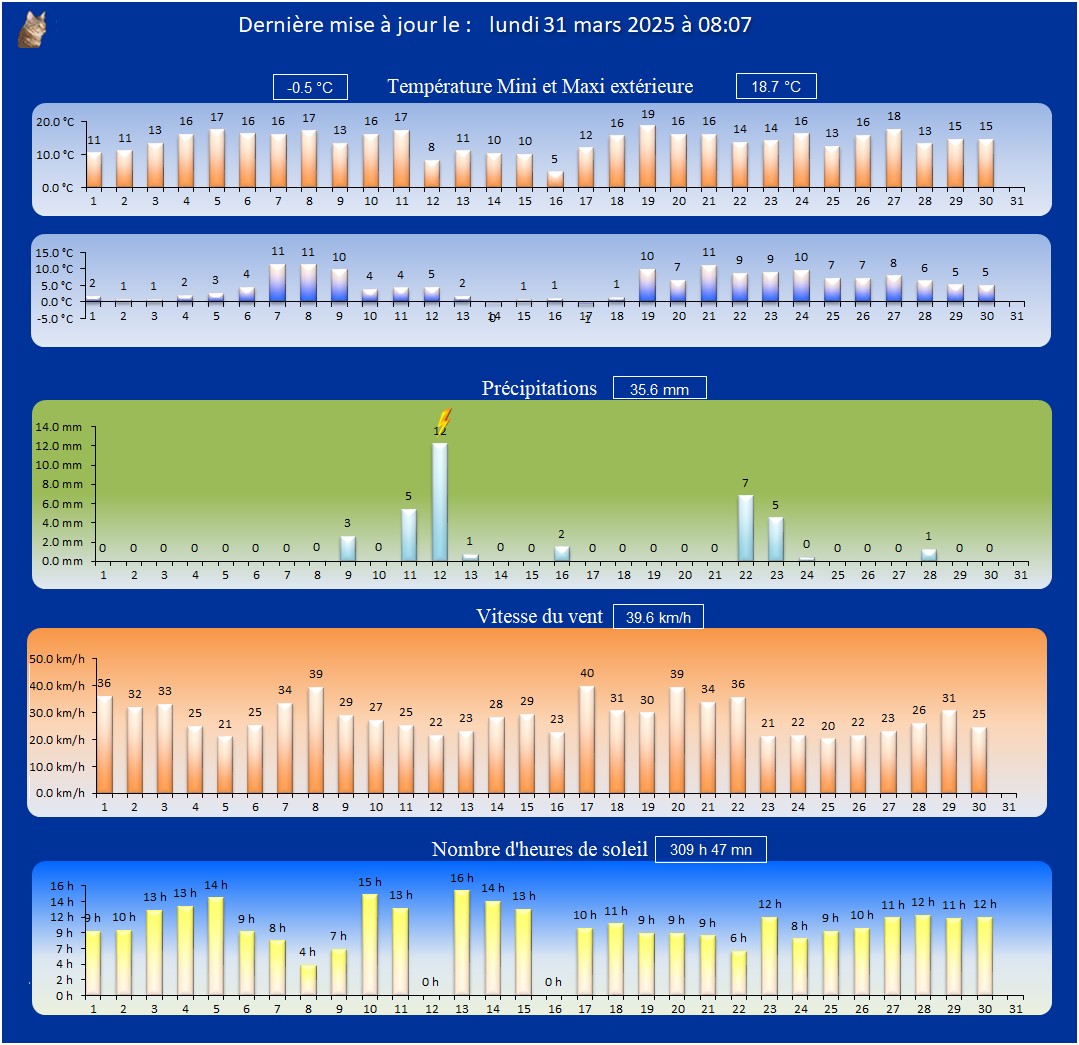 Dernière mise à jour le : lundi 31 mars 2025 à 08:07
-0.5 °C Température Mini et Maxi extérieure 18.7 °C
20.0 °C
10.0 °C
0.0 °C
11 11 13 16 17 16 16 17 13 16 17 8 11 10 10 5 12 16 19 16 16 14 14 16 13 16 18 13 15 15
1 2 3 4 5 6 7 8 9 10 11 12 13 14 15 16 17 18 19 20 21 22 23 24 25 26 27 28 29 30 31
15.0 °C
10.0 °C
5.0 °C
0.0 °C
-5.0 °C
2 1 1 2 3 4 11 11 10 4 4 5 2 0 1 1 -1 1 10 7 11 9 9 10 7 7 8 6 5 5
1 2 3 4 5 6 7 8 9 10 11 12 13 14 15 16 17 18 19 20 21 22 23 24 25 26 27 28 29 30 31
Précipitations 35.6 mm
14.0 mm
12.0 mm
10.0 mm
8.0 mm
6.0 mm
4.0 mm
2.0 mm
0.0 mm
0 0 0 0 0 0 0 0 3 0 5 12 1 0 0 2 0 0 0 0 0 7 5 0 0 0 0 1 0 0
1 2 3 4 5 6 7 8 9 10 11 12 13 14 15 16 17 18 19 20 21 22 23 24 25 26 27 28 29 30 31
Vitesse du vent 39.6 km/h
50.0 km/h
40.0 km/h
30.0 km/h
20.0 km/h
10.0 km/h
0.0 km/h
36 32 33 25 21 25 34 39 29 27 25 22 23 28 29 23 40 31 30 39 34 36 21 22 20 22 23 26 31 25
1 2 3 4 5 6 7 8 9 10 11 12 13 14 15 16 17 18 19 20 21 22 23 24 25 26 27 28 29 30 31
Nombre d'heures de soleil 309 h 47 mn
16 h
14 h
12 h
9 h
7 h
4 h
2 h
0 h
9 h 10 h 13 h 13 h 14 h 9 h 8 h 4 h 7 h 15 h 13 h 0 h 16 h 14 h 13 h 0 h 10 h 11 h 9 h 9 h 9 h 6 h 12 h 8 h 9 h 10 h 11 h 12 h 11 h 12 h
1 2 3 4 5 6 7 8 9 10 11 12 13 14 15 16 17 18 19 20 21 22 23 24 25 26 27 28 29 30 31